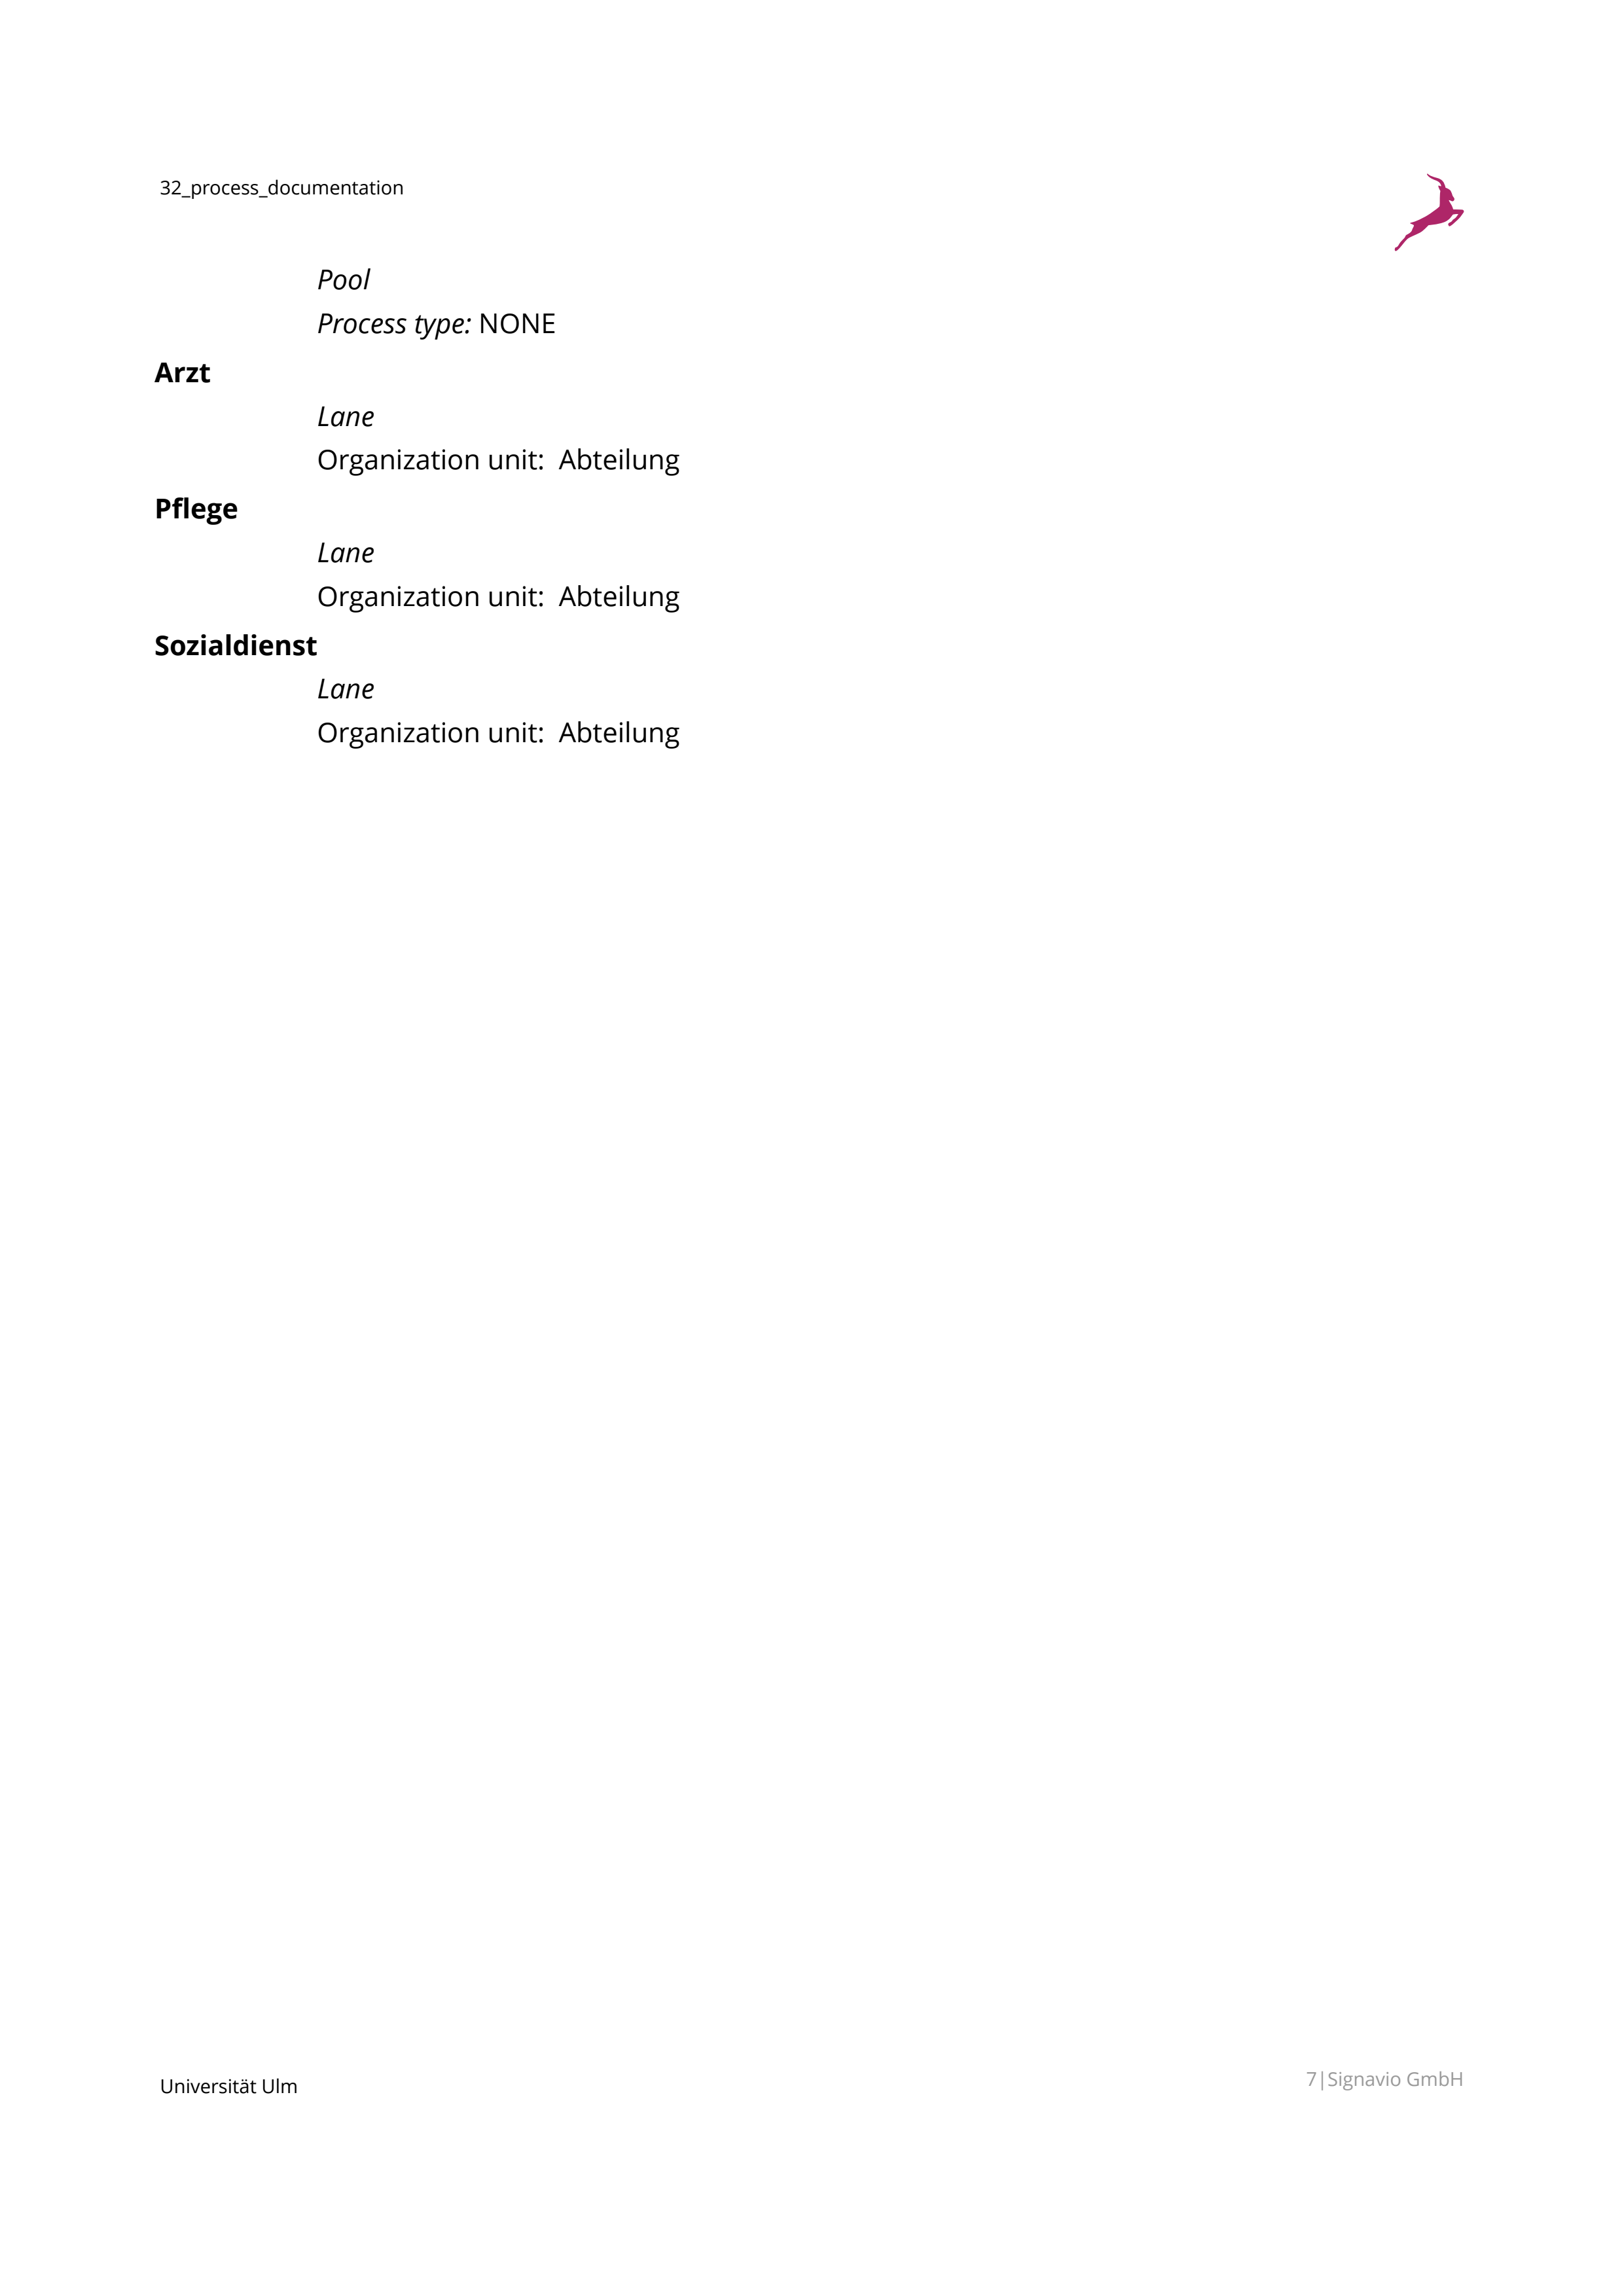 32_process_documentation
Pool
Process type: NONE
Arzt
Lane
Organization unit:  Abteilung
Pflege
Lane
Organization unit:  Abteilung
Sozialdienst
Lane
Organization unit:  Abteilung
Universität Ulm
7|Signavio GmbH